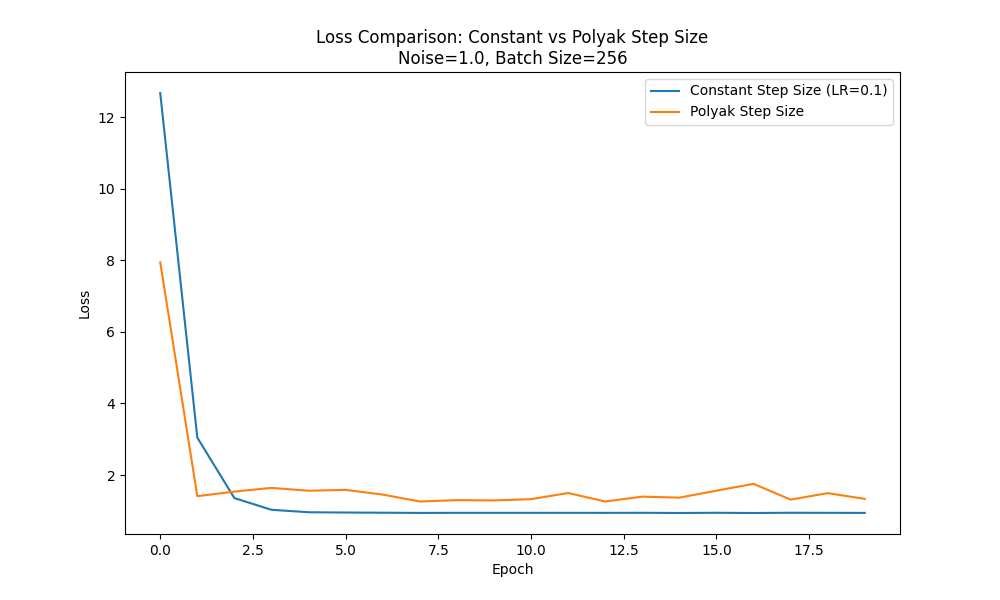 Loss Comparison: Constant vs Polyak Step Size
Noise=1.0, Batch Size=256
Constant Step Size (LR=0.1)
Polyak Step Size
Loss
12
10
8
6
4
2
0.0 2.5 5.0 7.5 10.0 12.5 15.0 17.5
Epoch